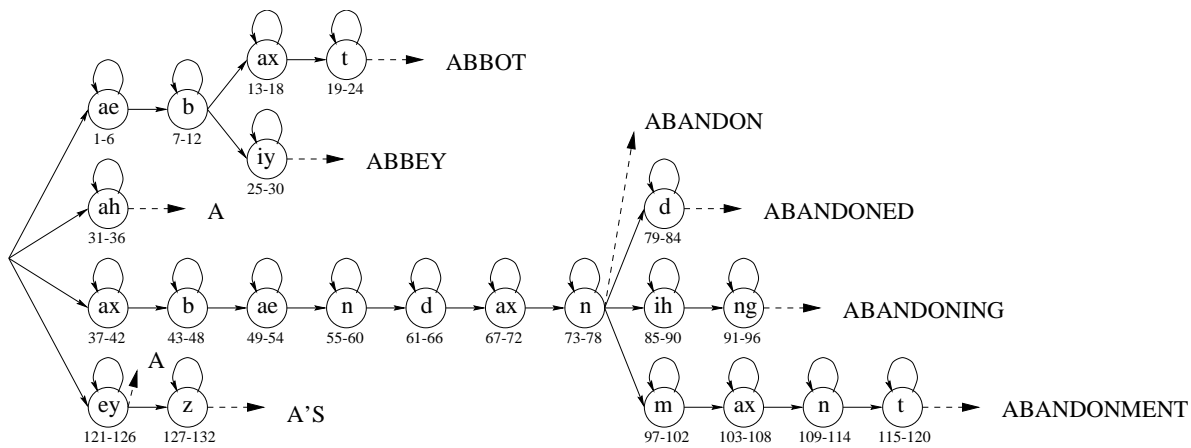 ax t ABBOT
13-18 19-24
ae b
1-6 7-12
iy ABBEY
25-30
ABANDON
ah A
31-36
d ABANDONED
79-84
ax b ae n d ax n ih ng ABANDONING
37-42 43-48 49-54 55-60 61-66 67-72 73-78 85-90 91-96
A
ey z A'S
121-126 127-132
m ax n t ABANDONMENT
97-102 103-108 109-114 115-120